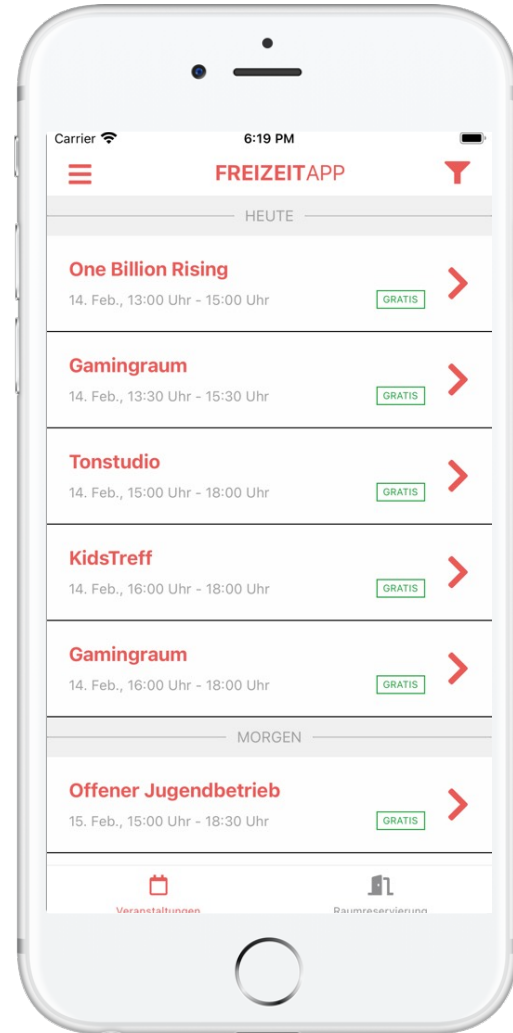 Carrier 6:19 PM
FREIZEITAPP
HEUTE
One Billion Rising
14. Feb., 13:00 Uhr - 15:00 Uhr GRATIS
Gamingraum
14. Feb., 13:30 Uhr - 15:30 Uhr GRATIS
Tonstudio
14. Feb., 15:00 Uhr - 18:00 Uhr GRATIS
KidsTreff
14. Feb., 16:00 Uhr - 18:00 Uhr GRATIS
Gamingraum
14. Feb., 16:00 Uhr - 18:00 Uhr GRATIS
MORGEN
Offener Jugendbetrieb
15. Feb., 15:00 Uhr - 18:30 Uhr GRATIS
Veranstaltungen Raumreservierung